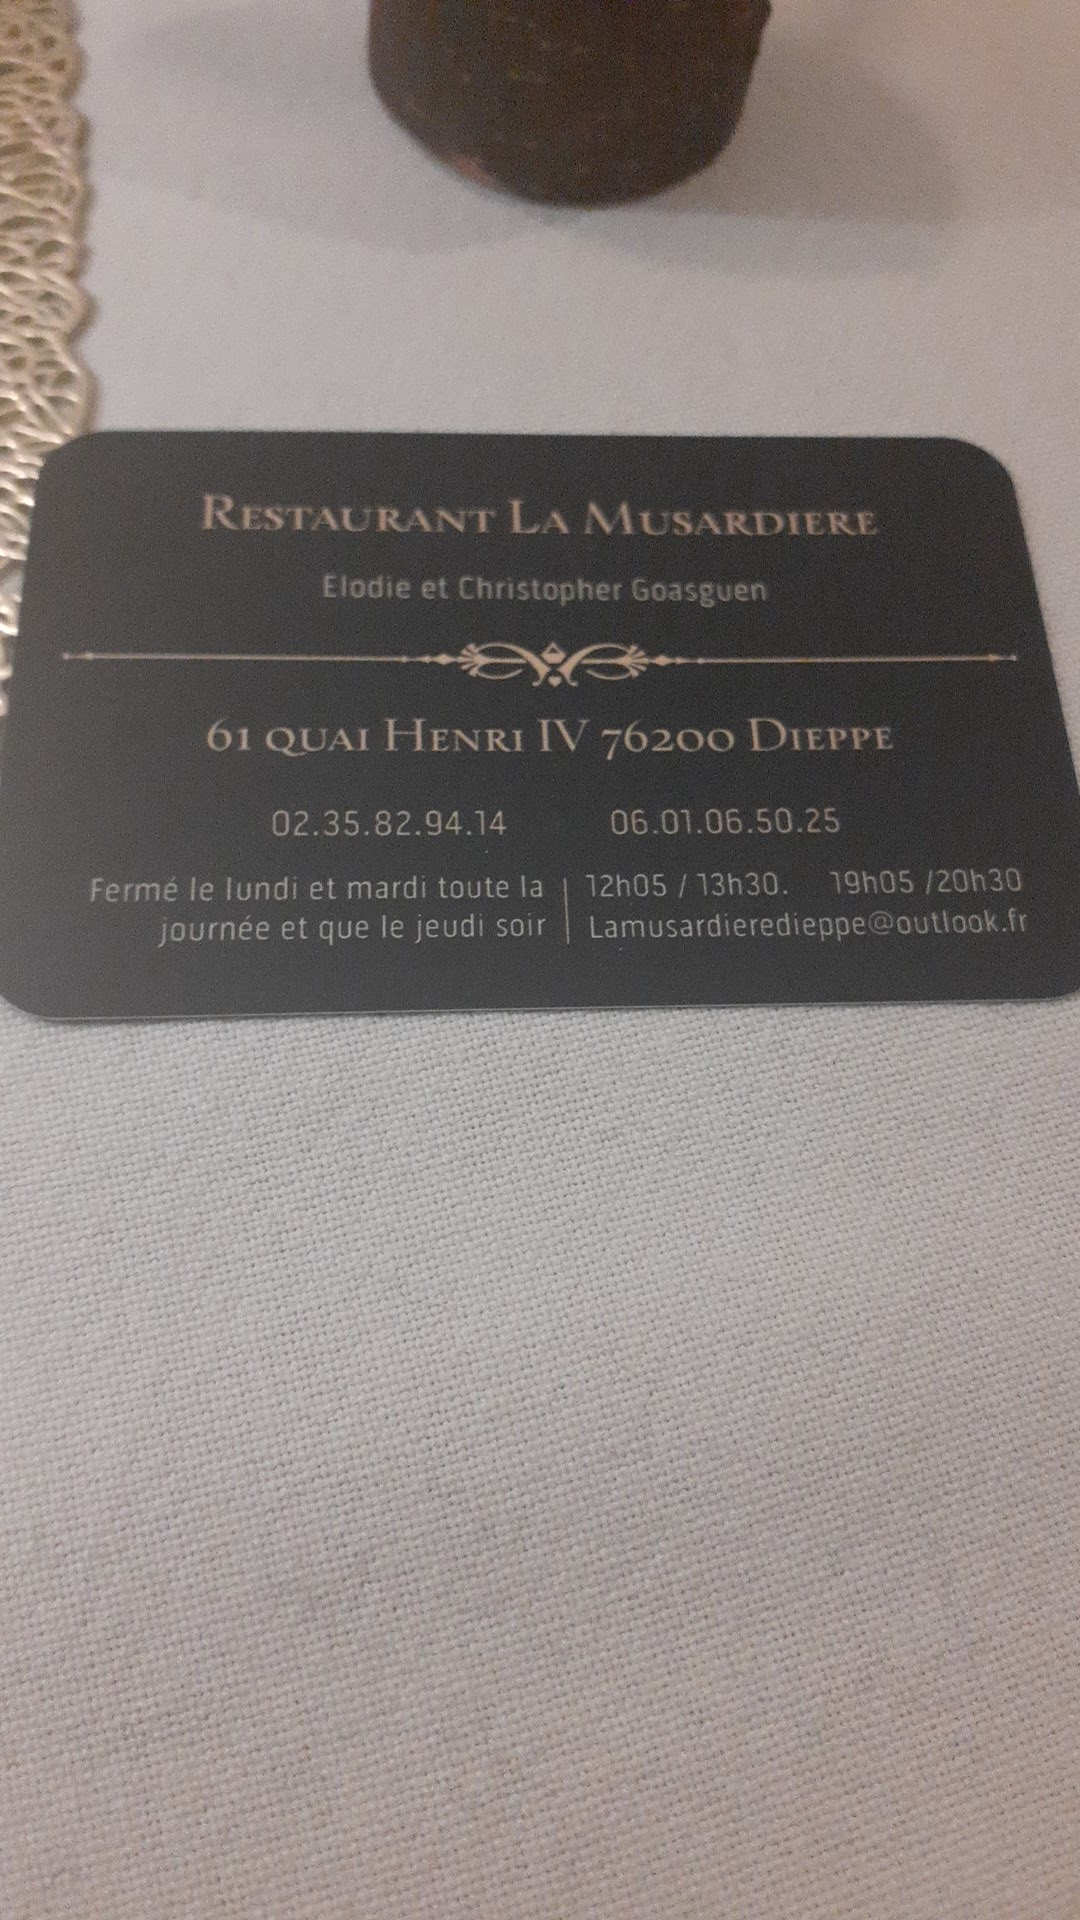 Restaurant La Musardiere
Elodie et Christopher Goasguen
61 quai Henri IV 76200 Dieppe
02.35.82.94.14 06.01.06.50.25
Fermé le lundi et mardi toute la
journée et que le jeudi soir
12h05 / 13h30. 19h05 /20h30
Lamusardieredieppe@outlook.fr